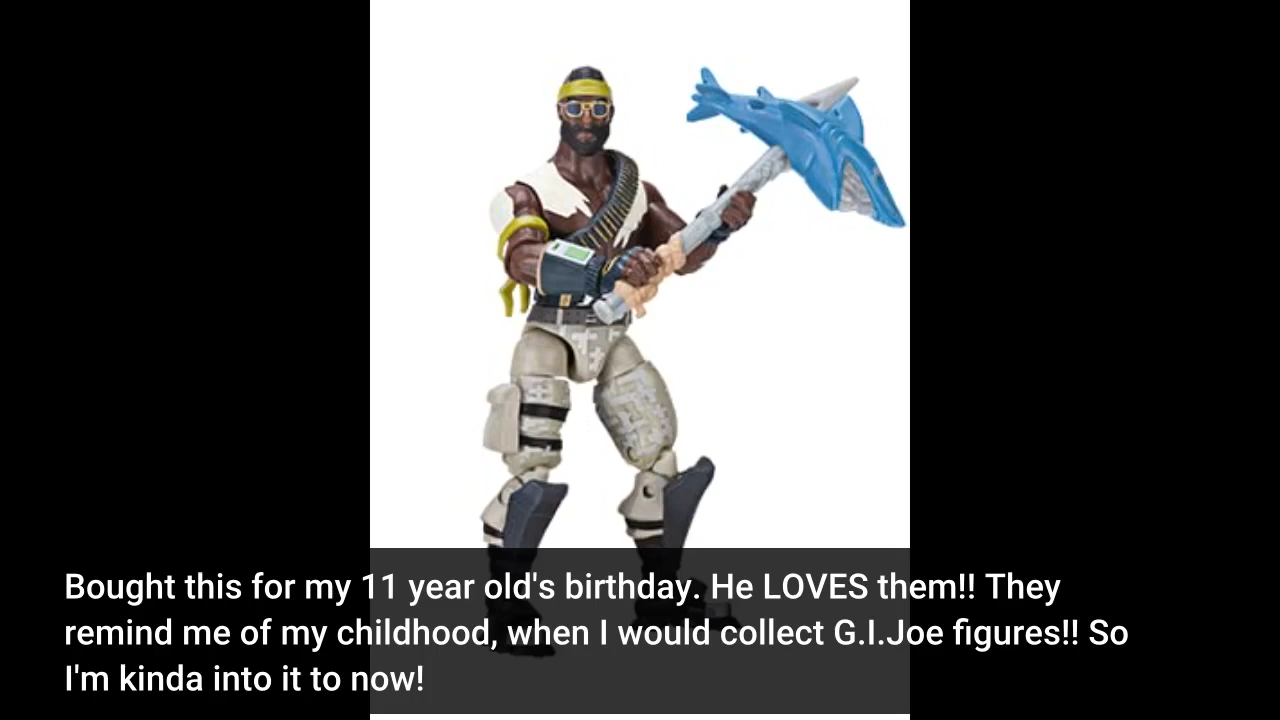 Bought this for my 11 year old's birthday. He LOVES them!! They
remind me of my childhood, when I would collect G.I.Joe figures!! So
I'm kinda into it to now!